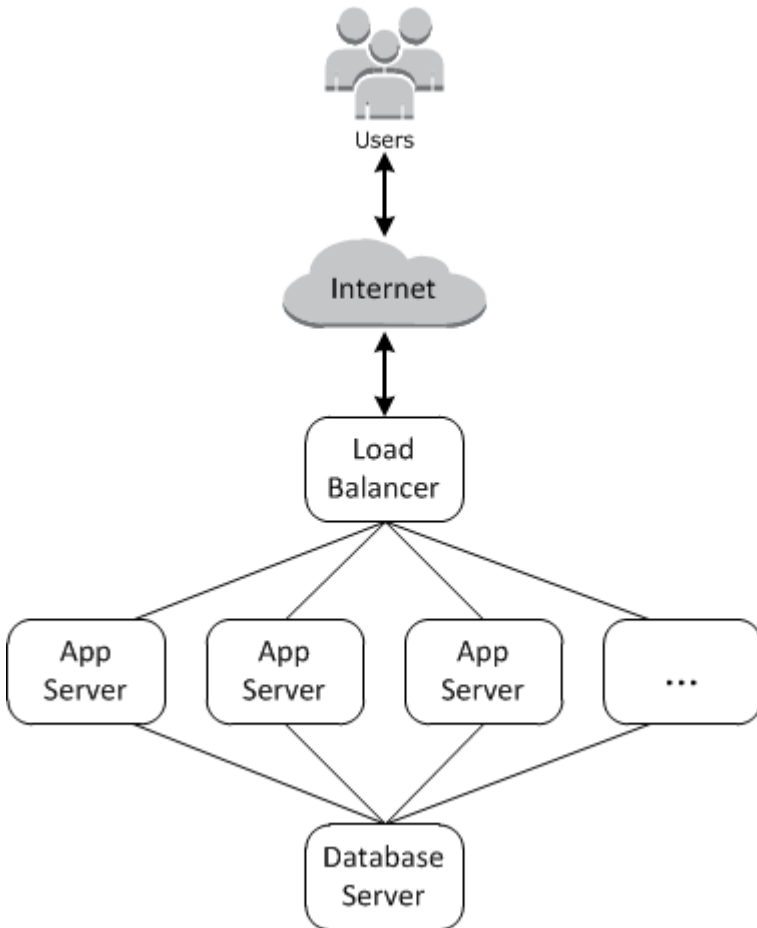 Users
Internet
Load
Balancer
App
Server
App
Server
App
Server
...
Database
Server